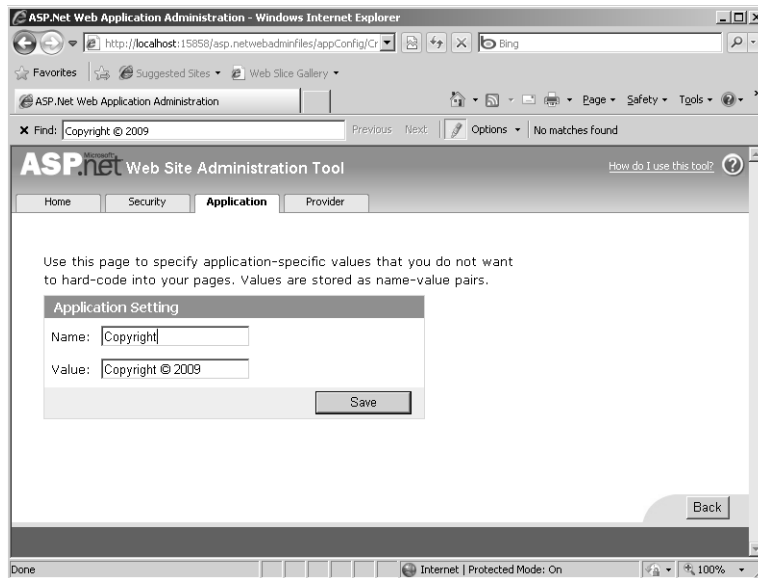 ASP.Net Web Application Administration - Windows Internet Explorer
http://localhost:15858/asp.netwebadminfiles/appConfig/Cr
Bing
Favorites Suggested Sites Web Slice Gallery
ASP.Net Web Application Administration
Page Safety Tools
Find: Copyright © 2009 Previous Next Options No matches found
Microsoft
ASP.net Web Site Administration Tool How do I use this tool? ?
Home Security Application Provider
Use this page to specify application-specific values that you do not want
to hard-code into your pages. Values are stored as name-value pairs.
Application Setting
Name: Copyright
Value: Copyright © 2009
Save
Back
Done Internet | Protected Mode: On 100%